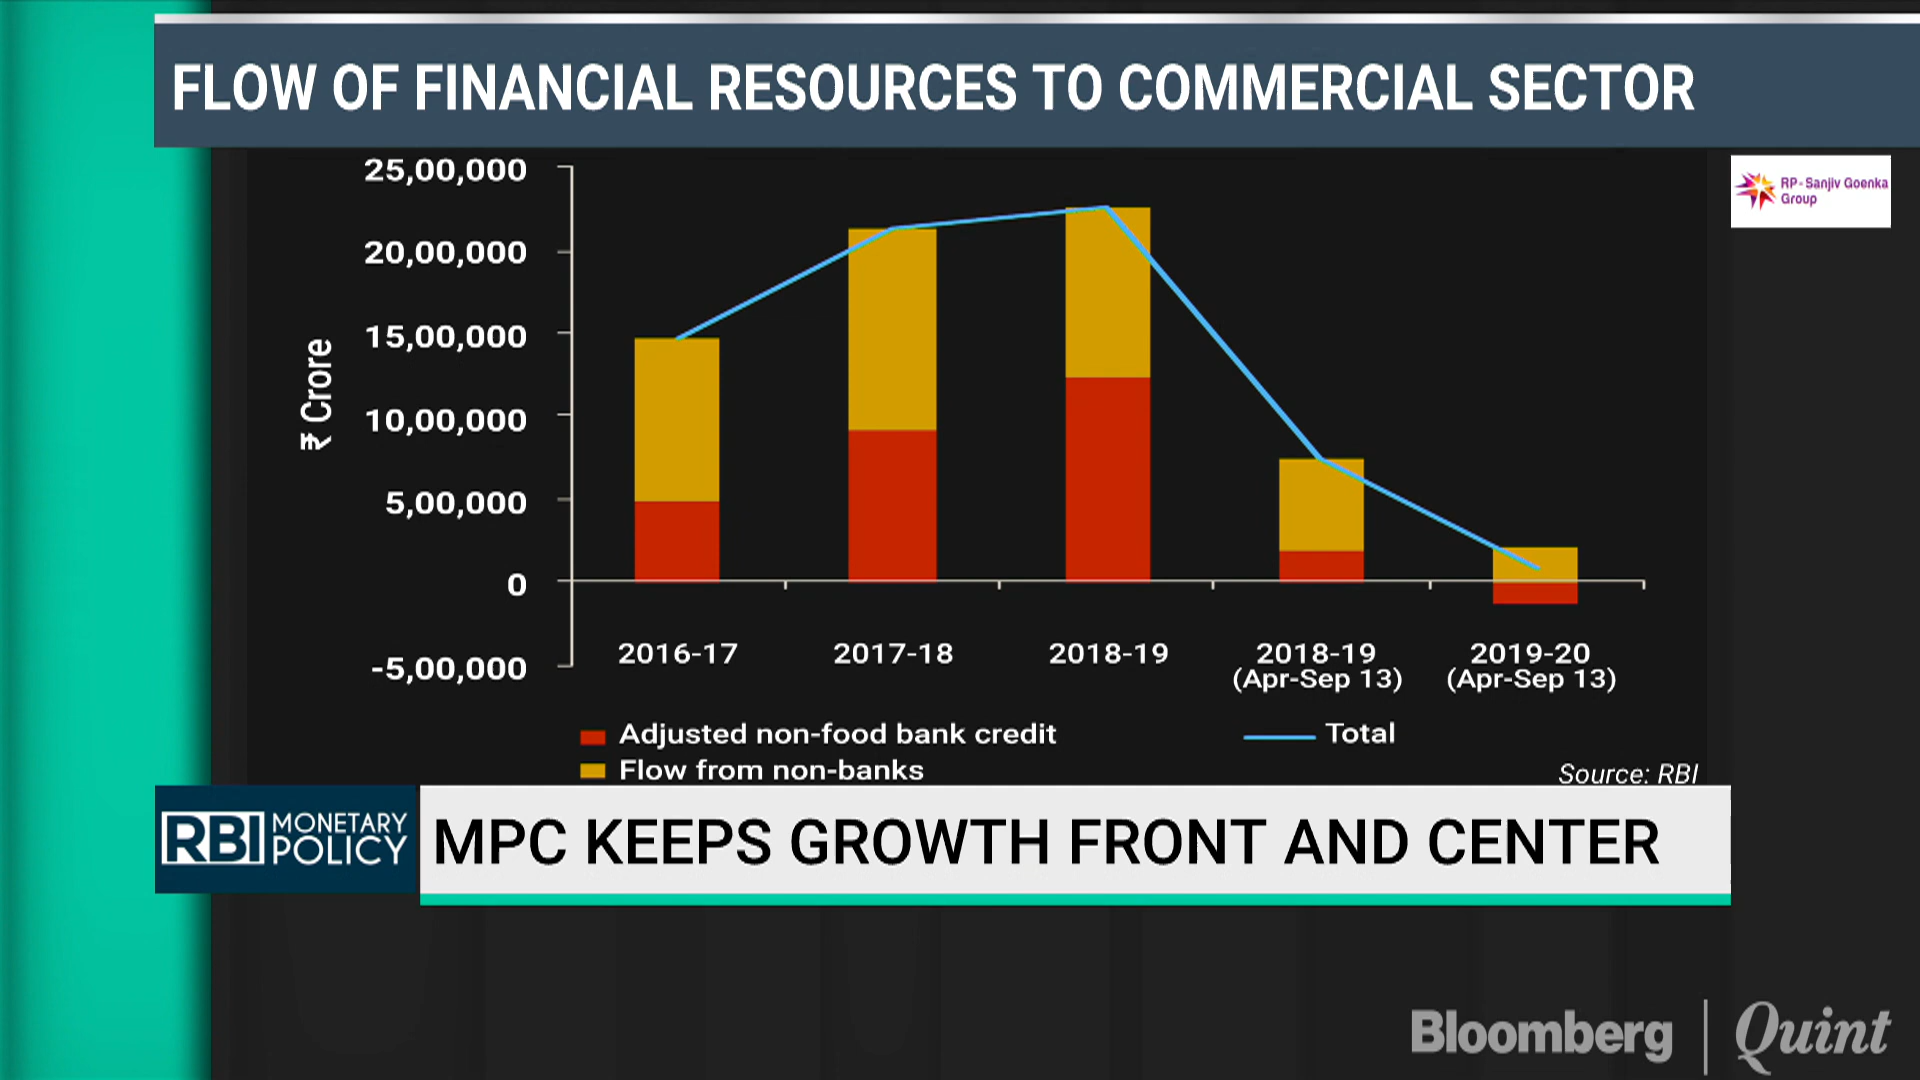 FLOW OF FINANCIAL RESOURCES TO COMMERCIAL SECTOR
RP-Sanjiv Goenka
Group
25,00,000
20,00,000
15,00,000
10,00,000
5,00,000
0
-5,00,000
₹ Crore
2016-17
2017-18
2018-19
2018-19
(Apr-Sep 13)
2019-20
(Apr-Sep 13)
Adjusted non-food bank credit
Flow from non-banks
Total
Source: RBI
RBI MONETARY POLICY
MPC KEEPS GROWTH FRONT AND CENTER
Bloomberg | Quint